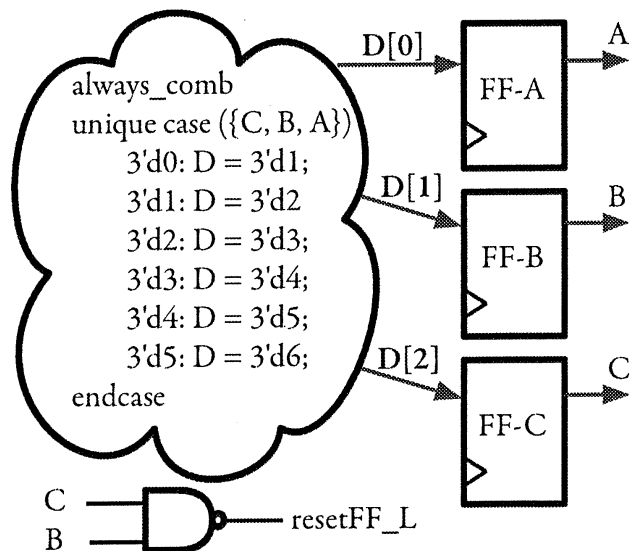 always_comb
unique case ({C, B, A})
3'd0: D = 3'd1;
3'd1: D = 3'd2
3'd2: D = 3'd3;
3'd3: D = 3'd4;
3'd4: D = 3'd5;
3'd5: D = 3'd6;
endcase
D[0]
FF-A
A
D[1]
FF-B
B
D[2]
FF-C
C
C
B
resetFF_L